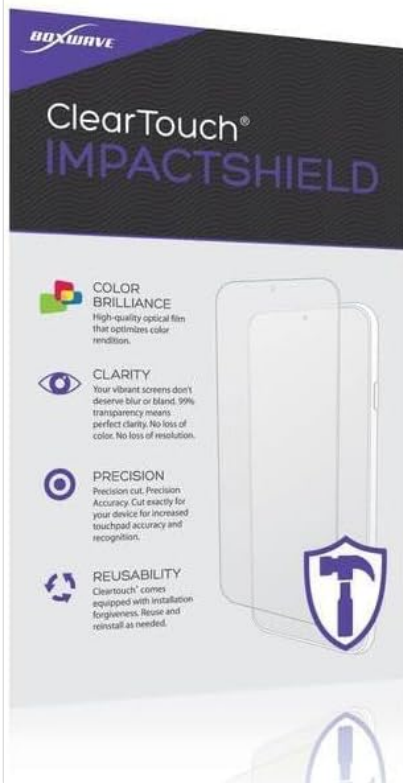 BOXWAVE
ClearTouch®
IMPACTSHIELD
COLOR
BRILLIANCE
High-quality optical film
that optimizes color
rendition.
CLARITY
Your vibrant screens don't
deserve blur or bland. 99%
transparency means
perfect clarity. No loss of
color. No loss of resolution.
PRECISION
Precision cut. Precision
Accuracy. Cut exactly for
your device for increased
touchpad accuracy and
recognition.
REUSABILITY
Cleartouch® comes
equipped with installation
forgiveness. Reuse and
reinstall as needed.